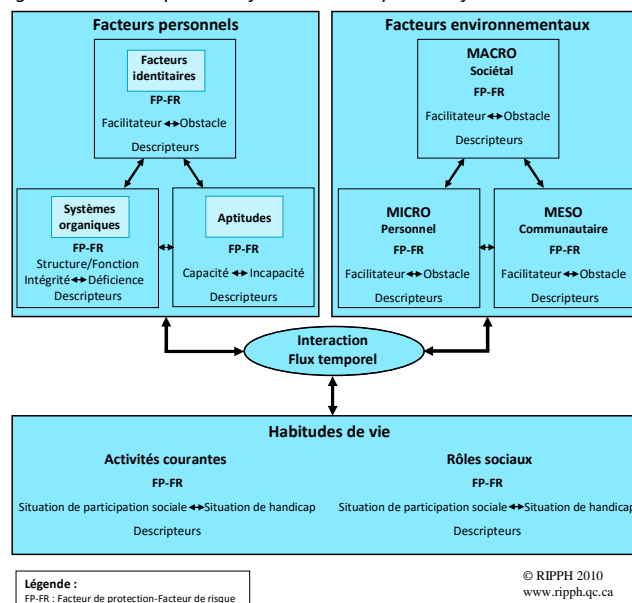 Facteurs personnels
Facteurs
identitaires
FP-FR
Facilitateur Obstacle
Descripteurs
Systèmes
organiques
FP-FR
Structure/Fonction
Intégrité Déficience
Descripteurs
Aptitudes
FP-FR
Capacité Incapacité
Descripteurs
Facteurs environnementaux
MACRO
Sociétal
FP-FR
Facilitateur Obstacle
Descripteurs
MICRO
Personnel
FP-FR
Facilitateur Obstacle
Descripteurs
MESO
Communautaire
FP-FR
Facilitateur Obstacle
Descripteurs
Interaction
Flux temporel
Habitudes de vie
Activités courantes
FP-FR
Situation de participation sociale Situation de handicap
Descripteurs
Rôles sociaux
FP-FR
Situation de participation sociale Situation de handicap
Descripteurs
Légende :
FP-FR : Facteur de protection-Facteur de risque
© RIPPH 2010
www.ripph.qc.ca